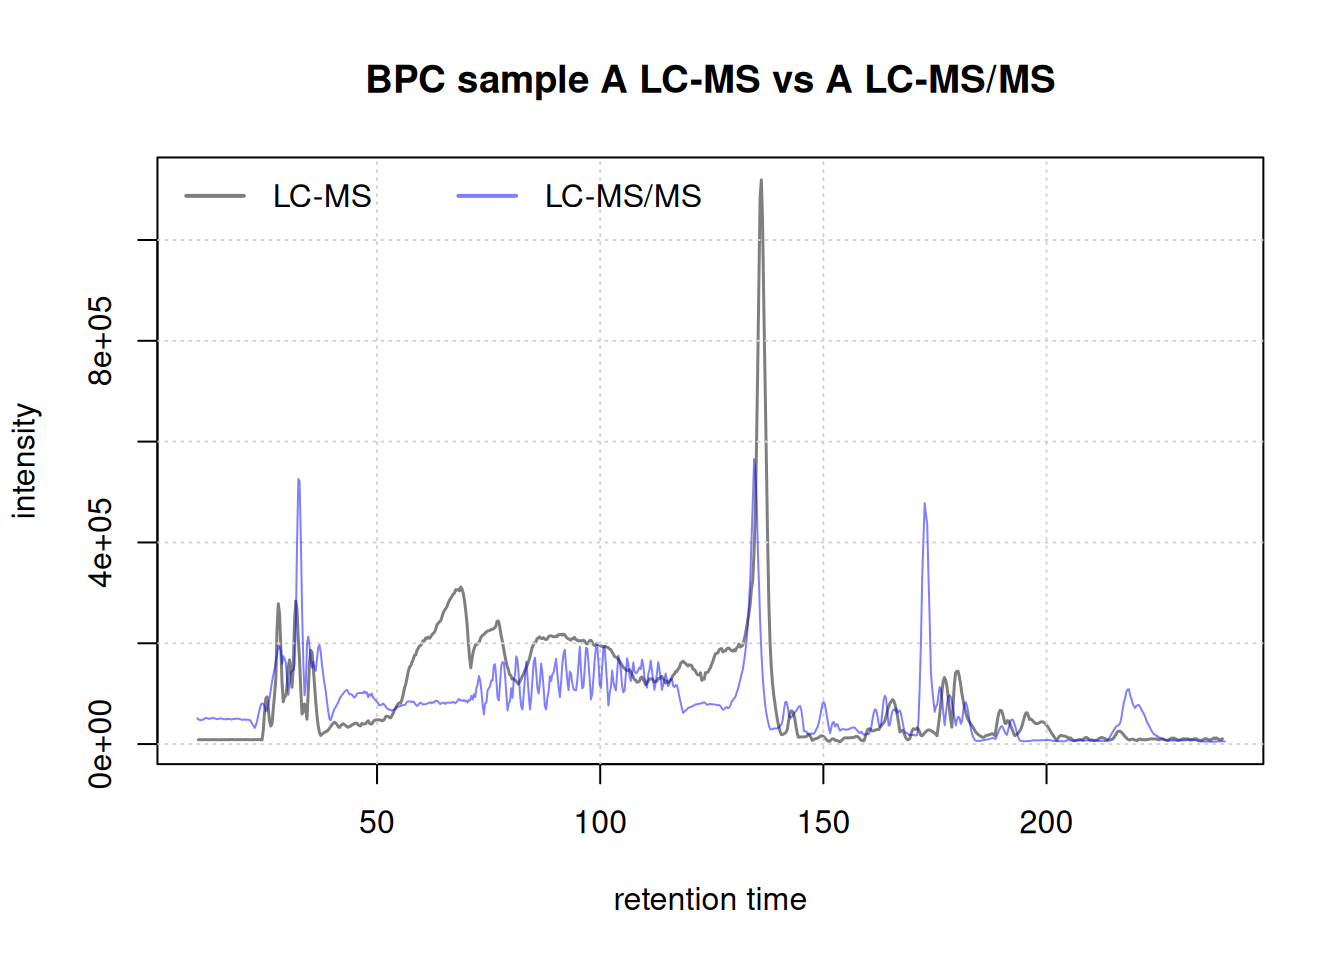 BPC sample A LC-MS vs A LC-MS/MS
LC-MS
LC-MS/MS
intensity
8e+05
4e+05
0e+00
50
100
150
200
retention time